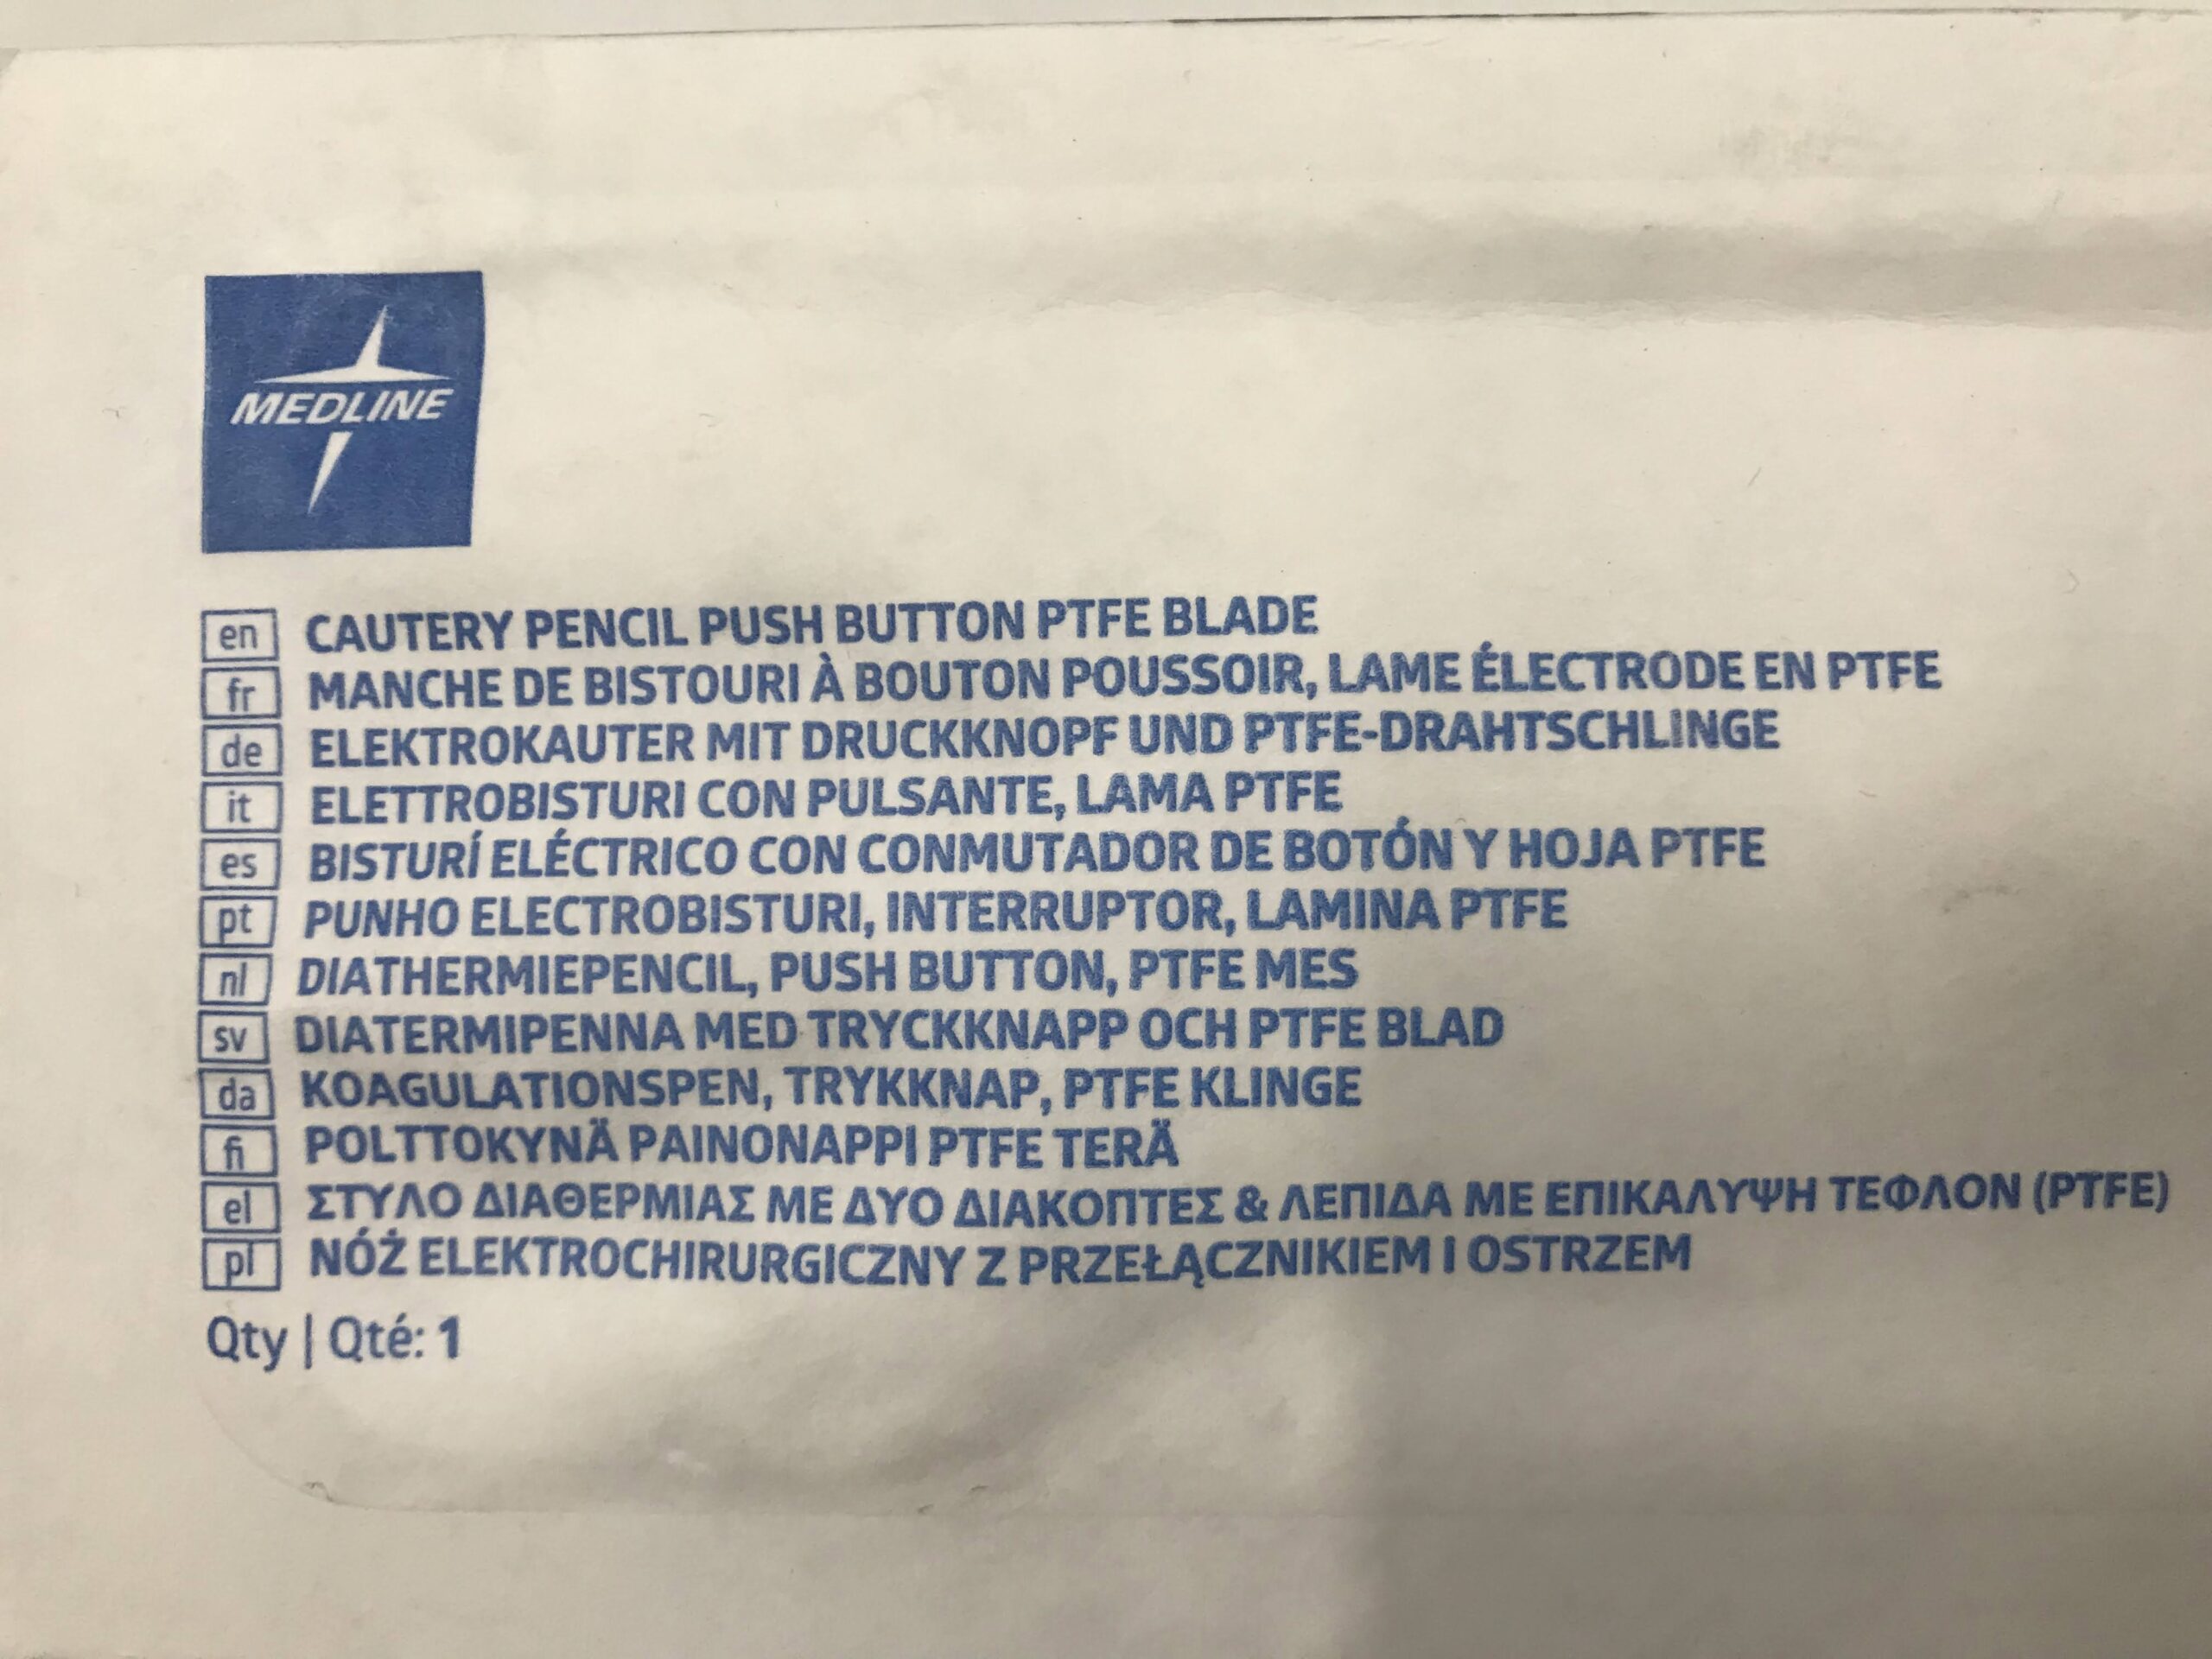 MEDLINE
en CAUTERY PENCIL PUSH BUTTON PTFE BLADE
fr MANCHE DE BISTOURI À BOUTON POUSSOIR, LAME ÉLECTRODE EN PTFE
de ELEKTROKAUTER MIT DRUCKKNOPF UND PTFE-DRAHTSCHLINGE
it ELETTROBISTURI CON PULSANTE, LAMA PTFE
es BISTURÍ ELÉCTRICO CON CONMUTADOR DE BOTÓN Y HOJA PTFE
pt PUNHO ELECTROBISTURI, INTERRUPTOR, LAMINA PTFE
nl DIATHERMIEPENCIL, PUSH BUTTON, PTFE MES
sv DIATERMIPENNA MED TRYCKKNAPP OCH PTFE BLAD
da KOAGULATIONSPEN, TRYKKNAP, PTFE KLINGE
fi POLTTOKYNÄ PAINONAPPI PTFE TERÄ
el ΣΤΥΛΟ ΔΙΑΘΕΡΜΙΑΣ ΜΕ ΔΥΟ ΔΙΑΚΟΠΤΕΣ & ΛΕΠΙΔΑ ΜΕ ΕΠΙΚΑΛΥΨΗ ΤΕΦΛΟΝ (PTFE)
pl NÓŻ ELEKTROCHIRURGICZNY Z PRZEŁĄCZNIKIEM I OSTRZEM
Qty | Qté: 1